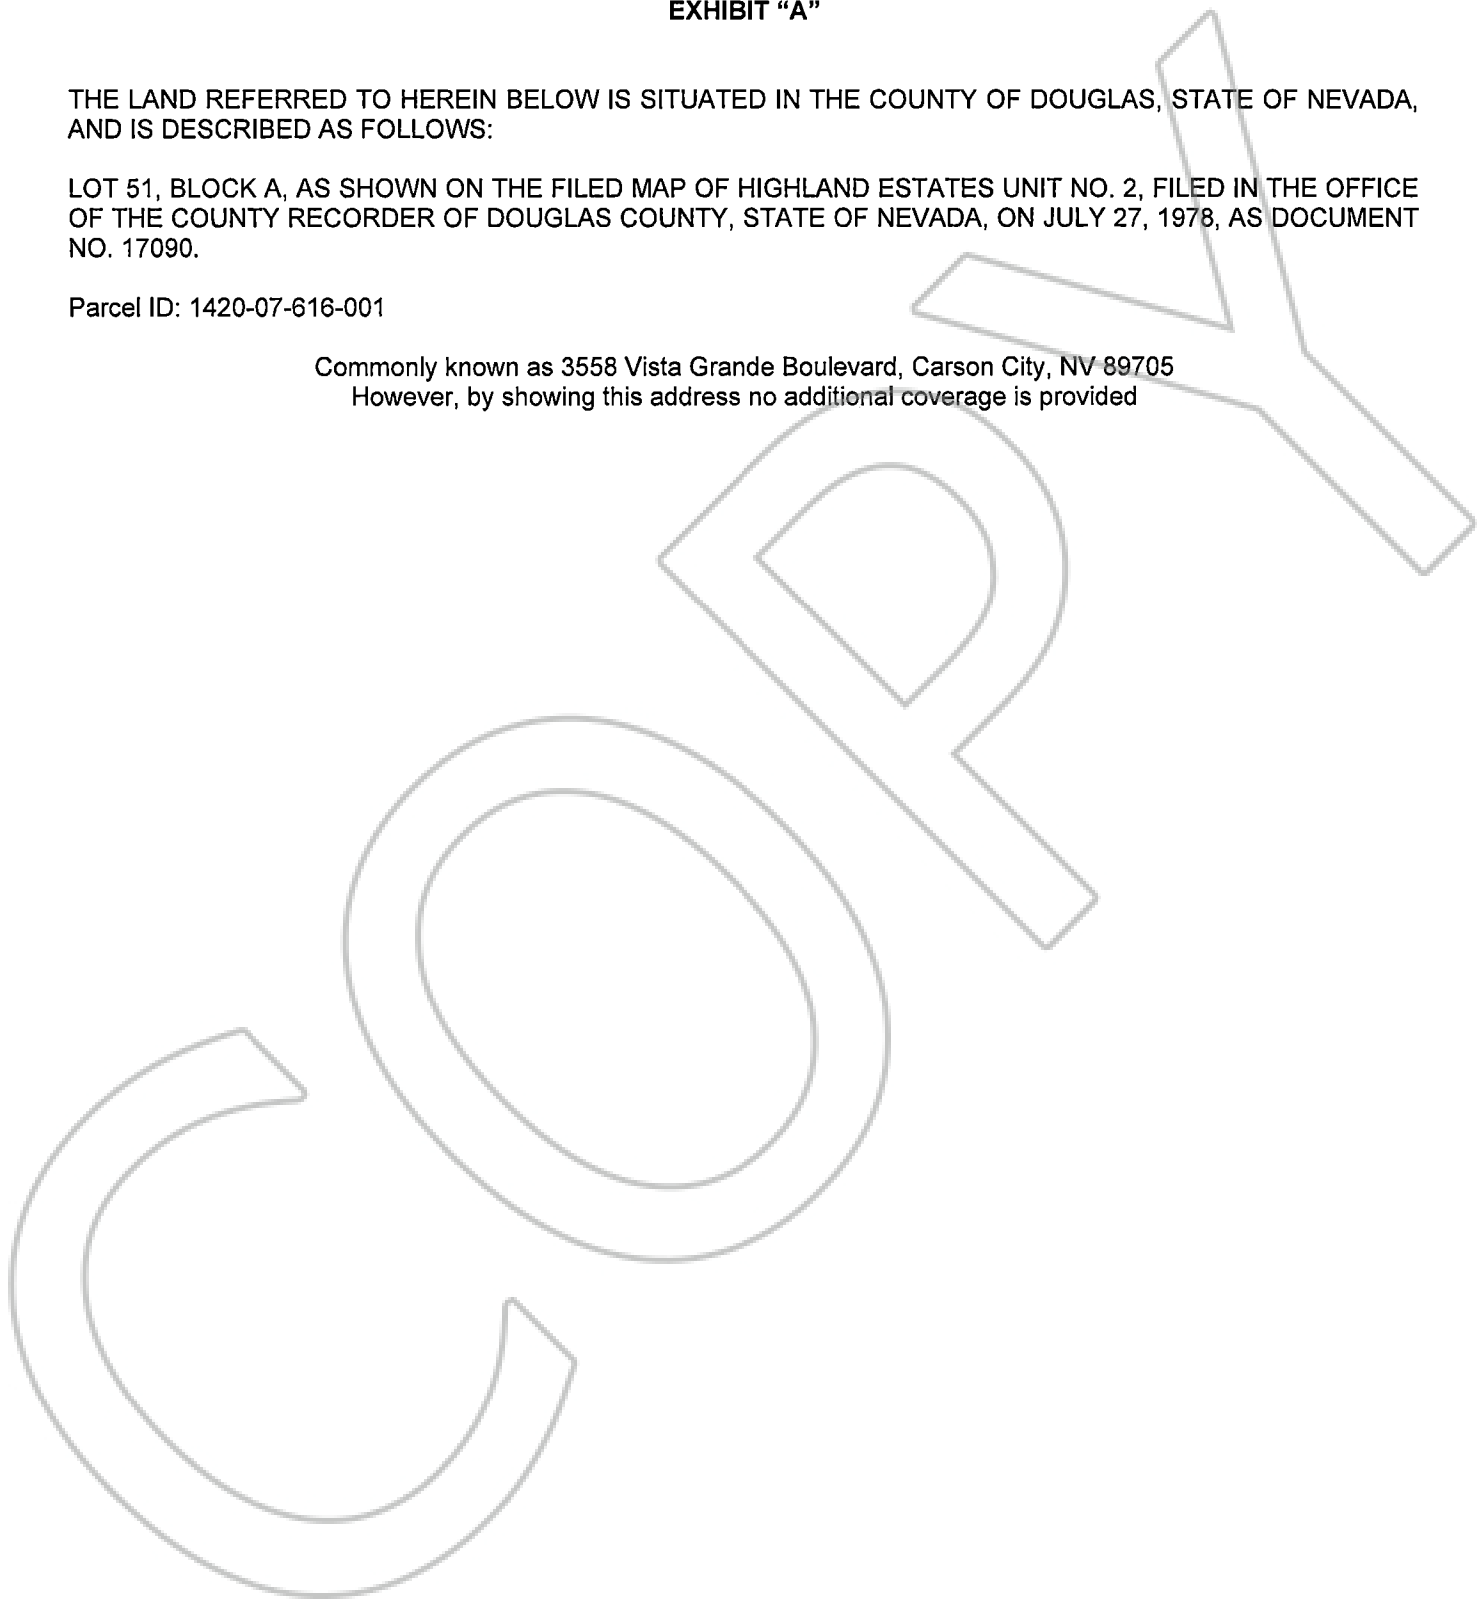 EXHIBIT “A”
THE LAND REFERRED TO HEREIN BELOW IS SITUATED IN THE COUNTY OF DOUGLAS, STATE OF NEVADA,
AND IS DESCRIBED AS FOLLOWS:
LOT 51, BLOCK A, AS SHOWN ON THE FILED MAP OF HIGHLAND ESTATES UNIT NO. 2, FILED IN THE OFFICE
OF THE COUNTY RECORDER OF DOUGLAS COUNTY, STATE OF NEVADA, ON JULY 27, 1978, AS DOCUMENT
NO. 17090.
Parcel ID: 1420-07-616-001
Commonly known as 3558 Vista Grande Boulevard, Carson City, NV 89705
However, by showing this address no additional coverage is provided
COPY